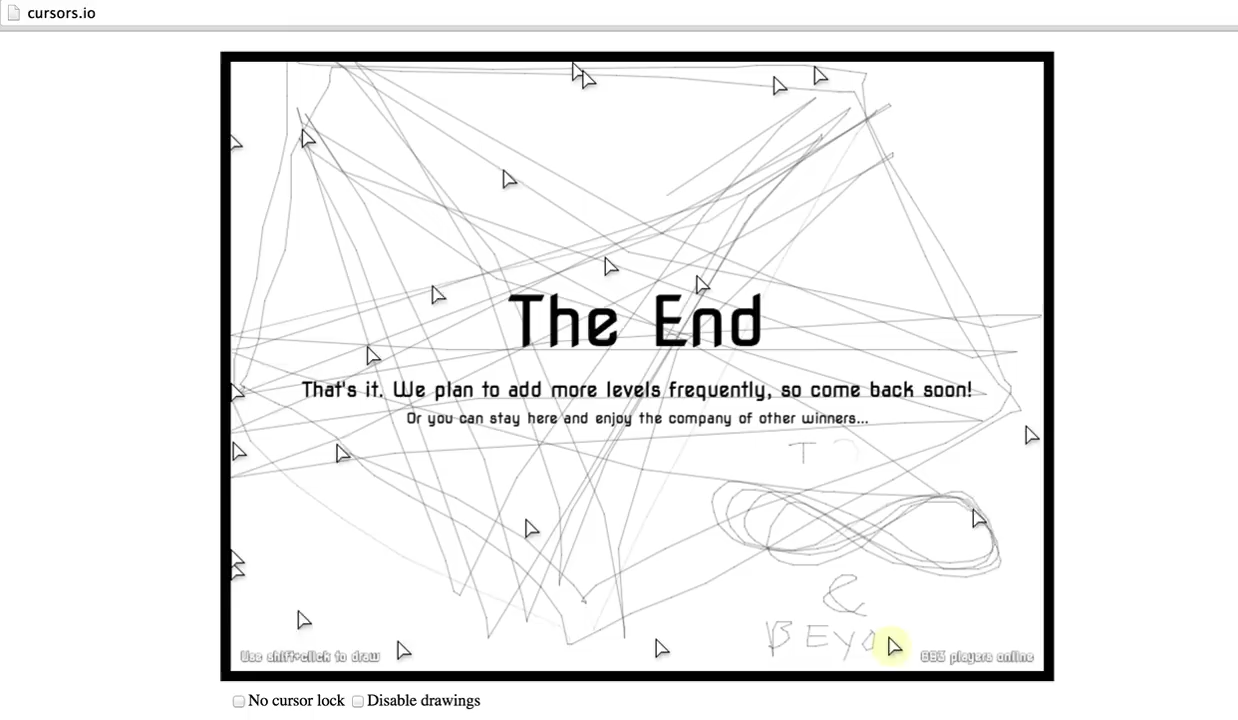 cursors.io
The End
That's it. We plan to add more levels frequently, so come back soon!
Or you can stay here and enjoy the company of other winners...
T
&
BEYO
Use shift+click to draw
players online
No cursor lock
Disable drawings